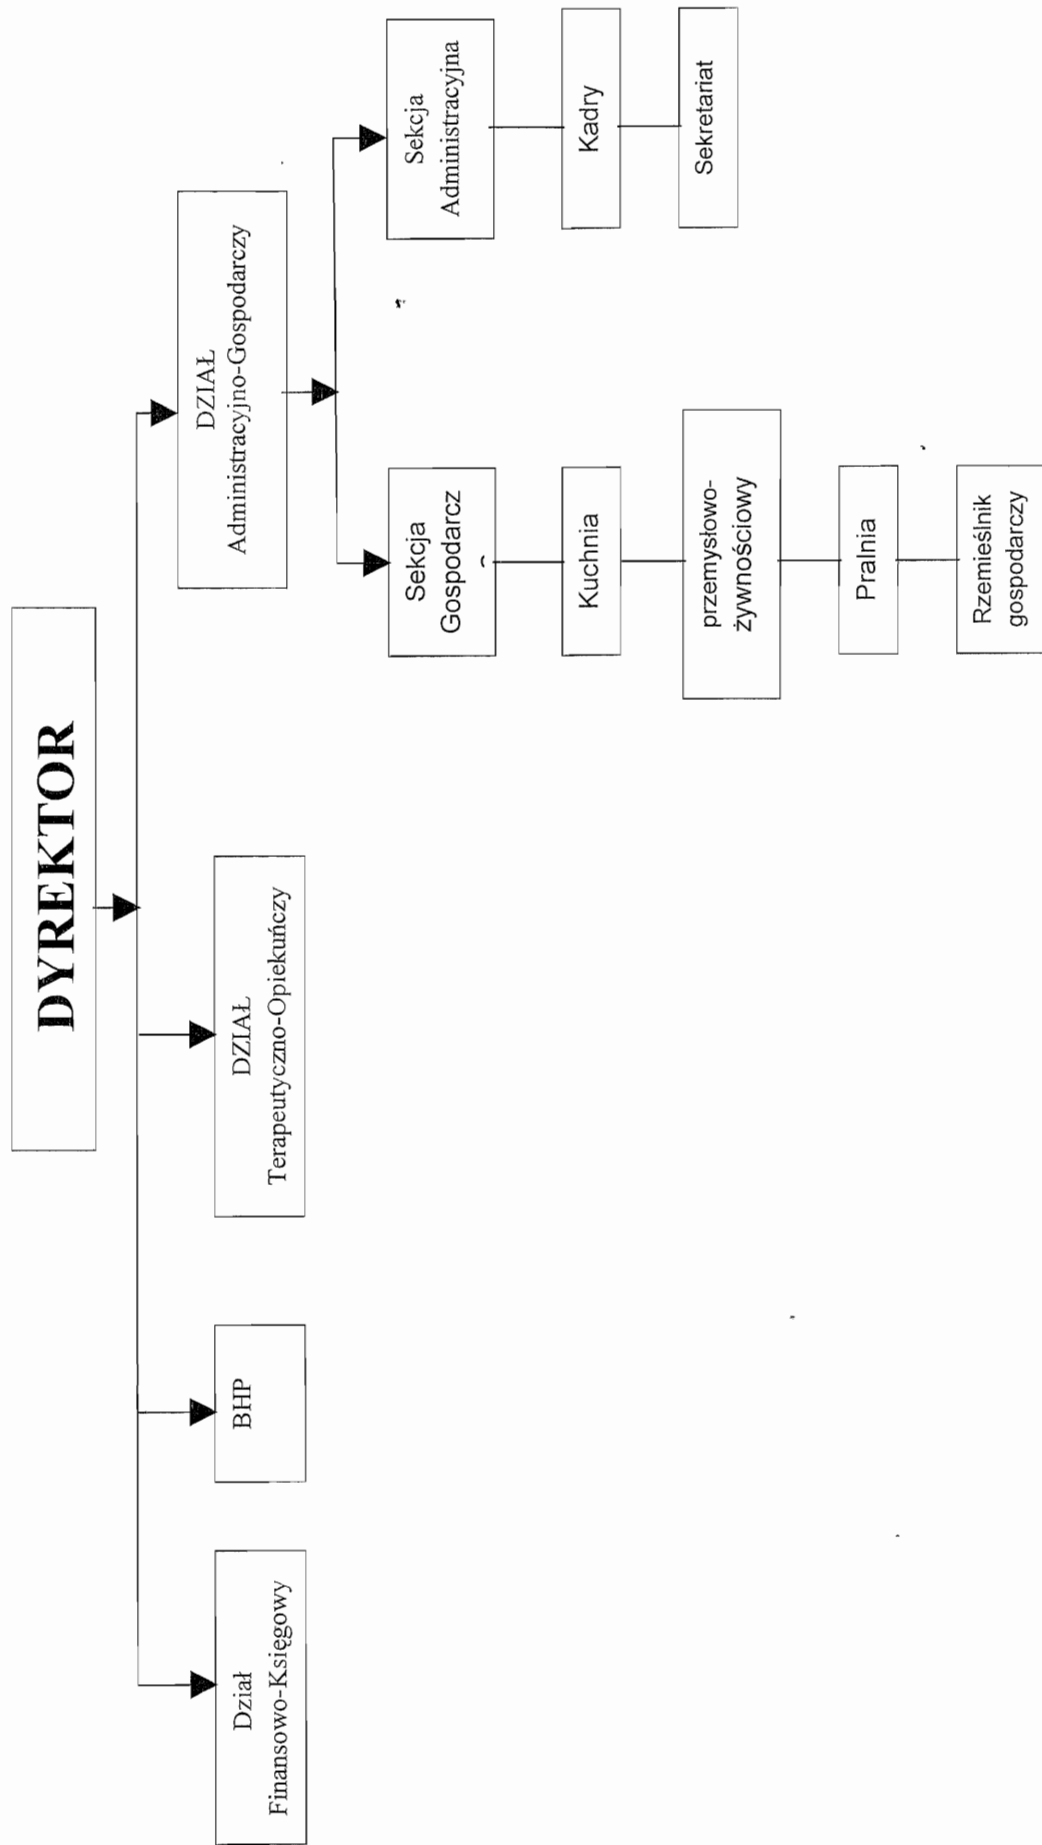 DYREKTOR
Dział
Finansowo-Księgowy
BHP
DZIAŁ
Terapeutyczno-Opiekuńczy
DZIAŁ
Administracyjno-Gospodarczy
Sekcja
Gospodarcz
Kuchnia
przemysłowo-
żywnościowy
Pralnia
Rzemieślnik
gospodarczy
Sekcja
Administracyjna
Kadry
Sekretariat